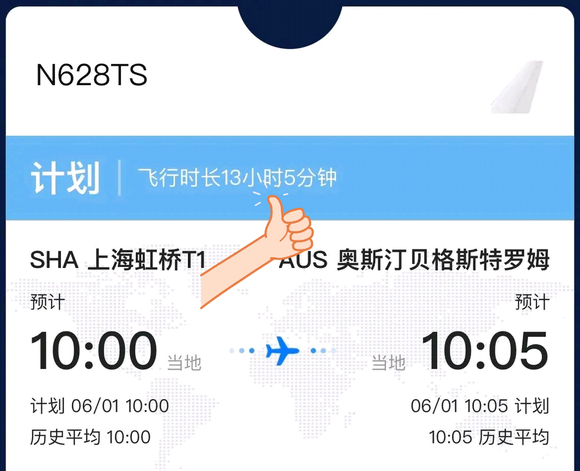 N628TS
计划 飞行时长13小时5分钟
SHA 上海虹桥T1 AUS 奥斯汀贝格斯特罗姆
预计 预计
10:00 当地 当地 10:05
计划 06/01 10:00 06/01 10:05 计划
历史平均 10:00 10:05 历史平均